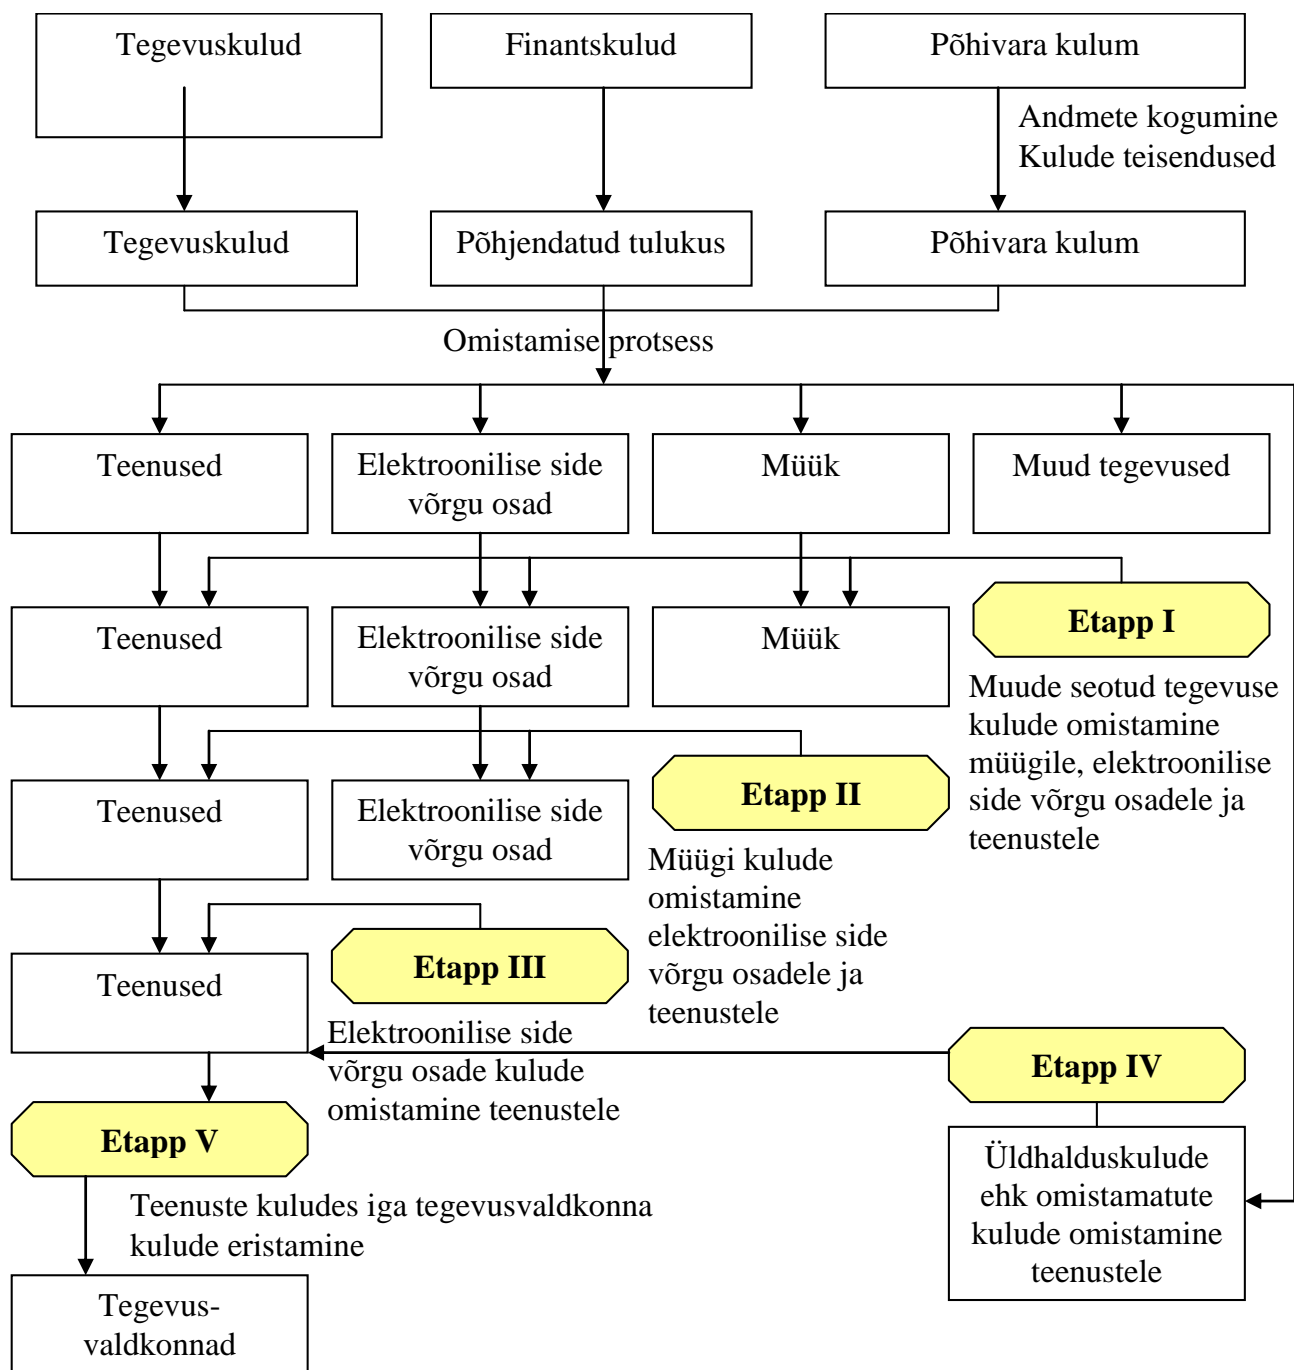 Tegevuskulud
Finantskulud
Põhivara kulum
Andmete kogumine
Kulude teisendused
Tegevuskulud
Põhjendatud tulukus
Põhivara kulum
Omistamise protsess
Teenused
Elektroonilise side
võrgu osad
Müük
Muud tegevused
Teenused
Elektroonilise side
võrgu osad
Müük
Etapp I
Muude seotud tegevuse
kulude omistamine
müügile, elektroonilise
side võrgu osadele ja
teenustele
Teenused
Elektroonilise side
võrgu osad
Etapp II
Müügi kulude
omistamine
elektroonilise side
võrgu osadele ja
teenustele
Teenused
Etapp III
Elektroonilise side
võrgu osade kulude
omistamine teenustele
Etapp IV
Üldhalduskulude
ehk omistamatute
kulude omistamine
teenustele
Etapp V
Teenuste kuludes iga tegevusvaldkonna
kulude eristamine
Tegevus-
valdkonnad